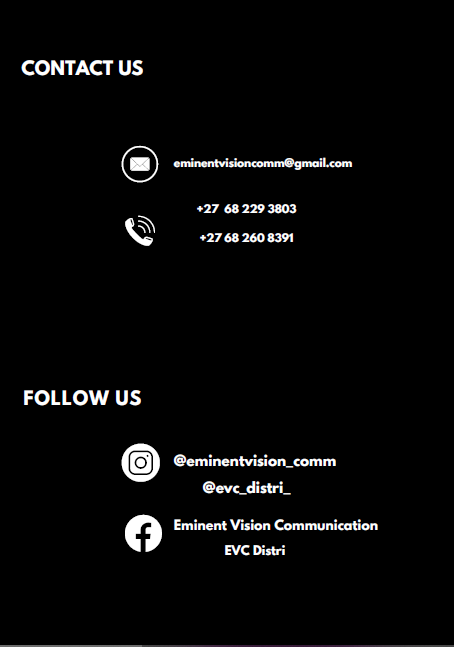 CONTACT US
eminentvisioncomm@gmail.com
+27 68 229 3803
+27 68 260 8391
FOLLOW US
@eminentvision_comm
@evc_distri_
Eminent Vision Communication
EVC Distri